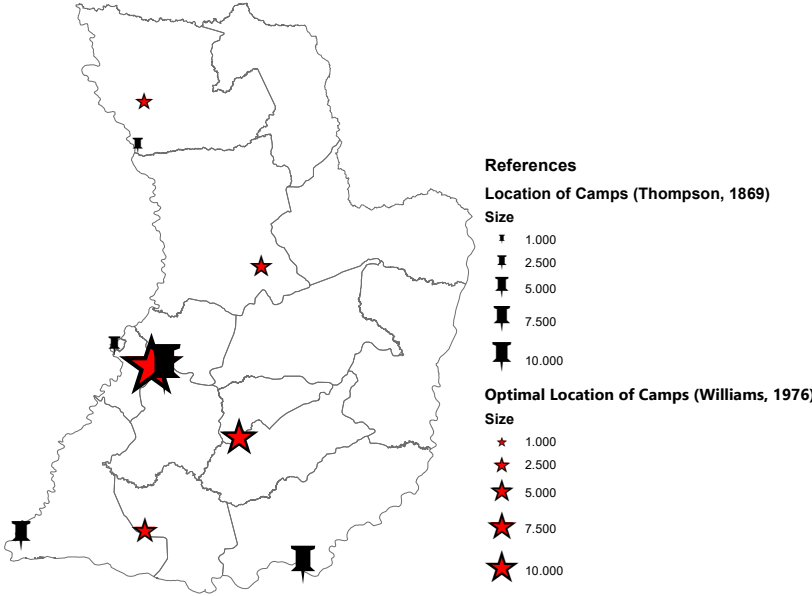 References
Location of Camps (Thompson, 1869)
Size
1.000
2.500
5.000
7.500
10.000
Optimal Location of Camps (Williams, 1976)
Size
1.000
2.500
5.000
7.500
10.000